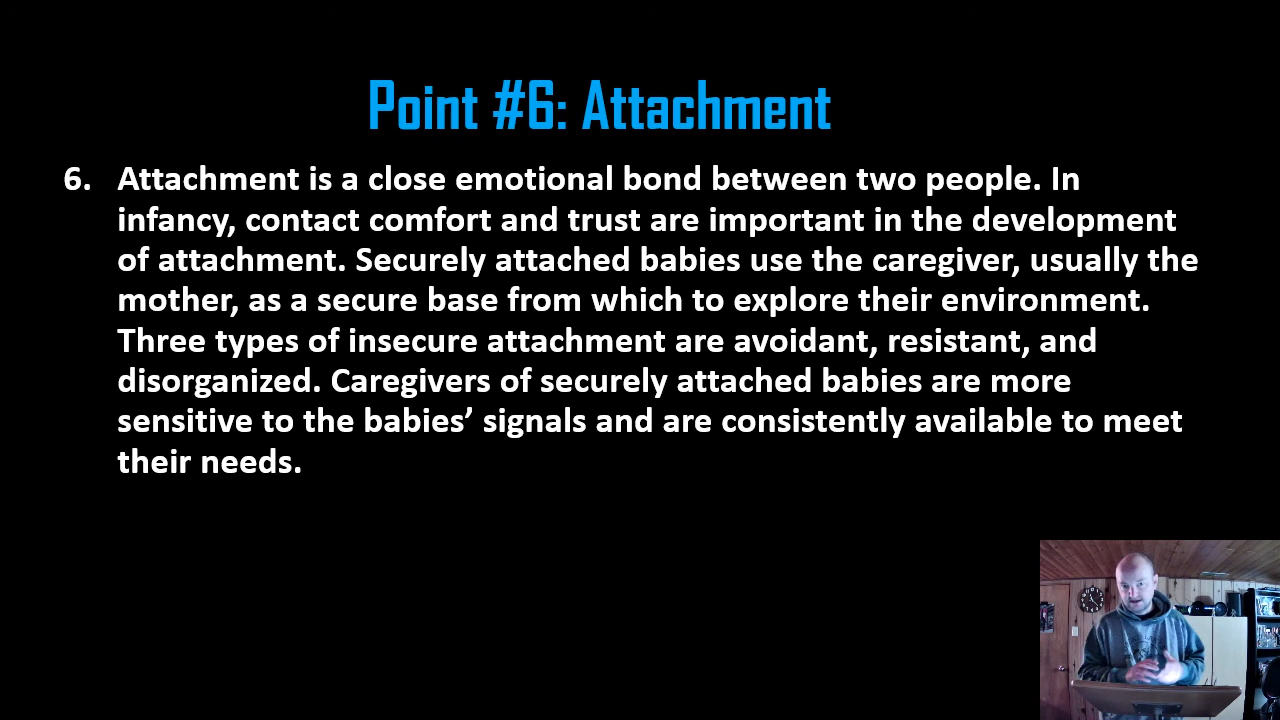 Point #6: Attachment
6. Attachment is a close emotional bond between two people. In
infancy, contact comfort and trust are important in the development
of attachment. Securely attached babies use the caregiver, usually the
mother, as a secure base from which to explore their environment.
Three types of insecure attachment are avoidant, resistant, and
disorganized. Caregivers of securely attached babies are more
sensitive to the babies’ signals and are consistently available to meet
their needs.